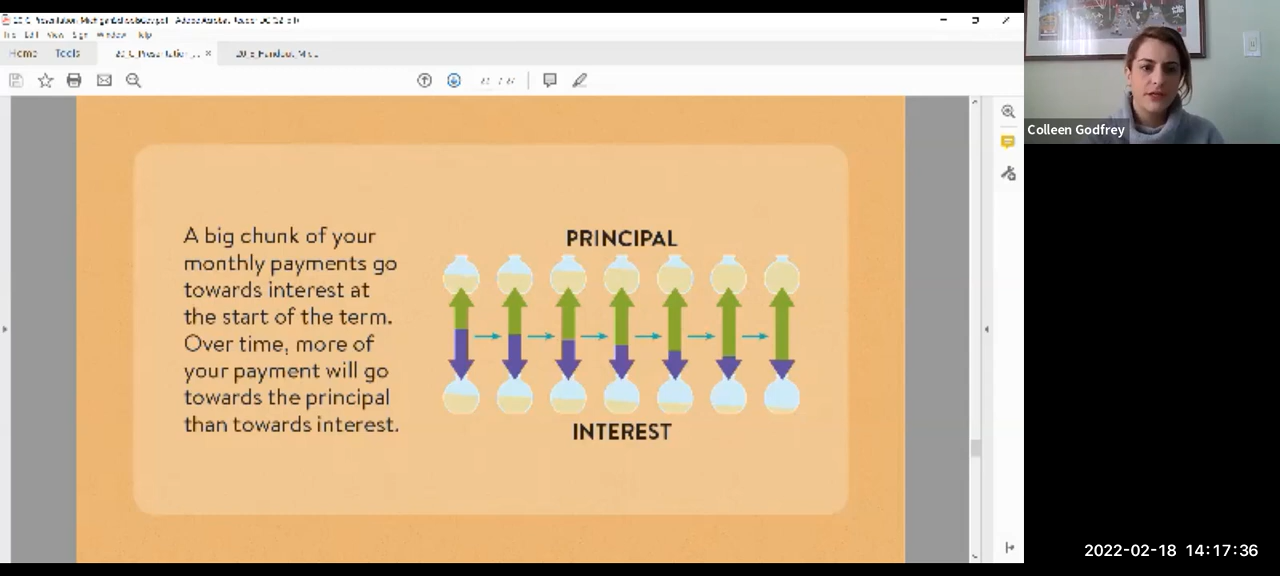 Home
Tools
A big chunk of your
monthly payments go
towards interest at
the start of the term.
Over time, more of
your payment will go
towards the principal
than towards interest.
PRINCIPAL
INTEREST
Colleen Godfrey
2022-02-18 14:17:36